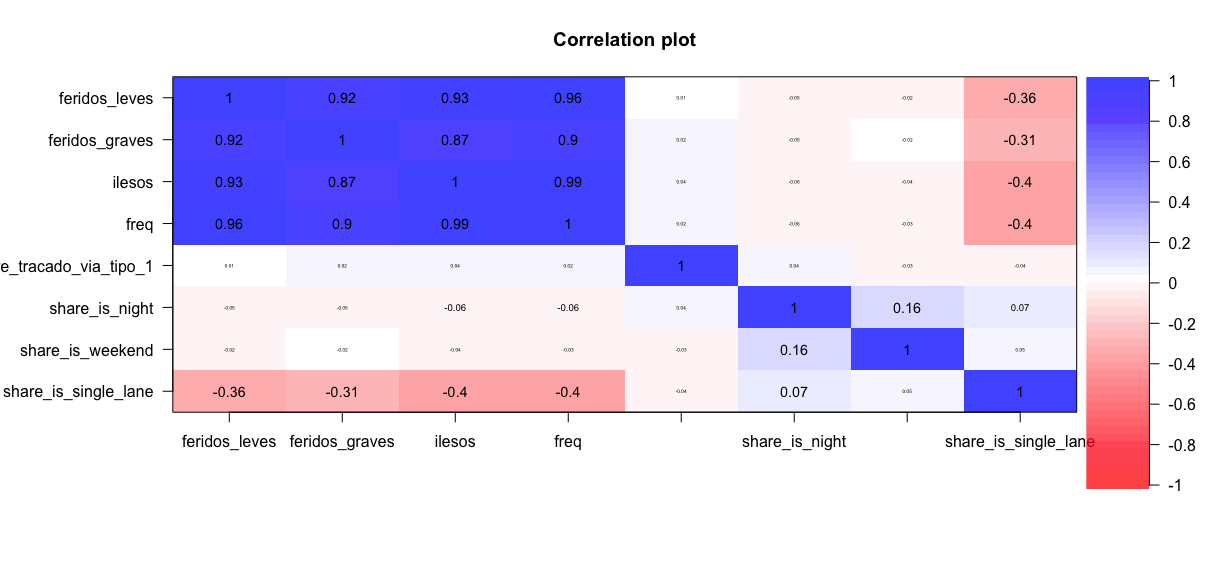 Correlation plot
feridos_leves 1 0.92 0.93 0.96 0.01 -0.05 -0.02 -0.36
feridos_graves 0.92 1 0.87 0.9 0.02 -0.05 -0.02 -0.31
ilesos 0.93 0.87 1 0.99 0.04 -0.06 -0.04 -0.4
freq 0.96 0.9 0.99 1 0.02 -0.06 -0.03 -0.4
e_tracado_via_tipo_1 0.01 0.02 0.04 0.02 1 0.04 -0.03 -0.04
share_is_night -0.05 -0.05 -0.06 -0.06 0.04 1 0.16 0.07
share_is_weekend -0.02 -0.02 -0.04 -0.03 -0.03 0.16 1 0.05
share_is_single_lane -0.36 -0.31 -0.4 -0.4 -0.04 0.07 0.05 1
feridos_leves feridos_graves ilesos freq share_is_night share_is_single_lane
1
0.8
0.6
0.4
0.2
0
-0.2
-0.4
-0.6
-0.8
-1